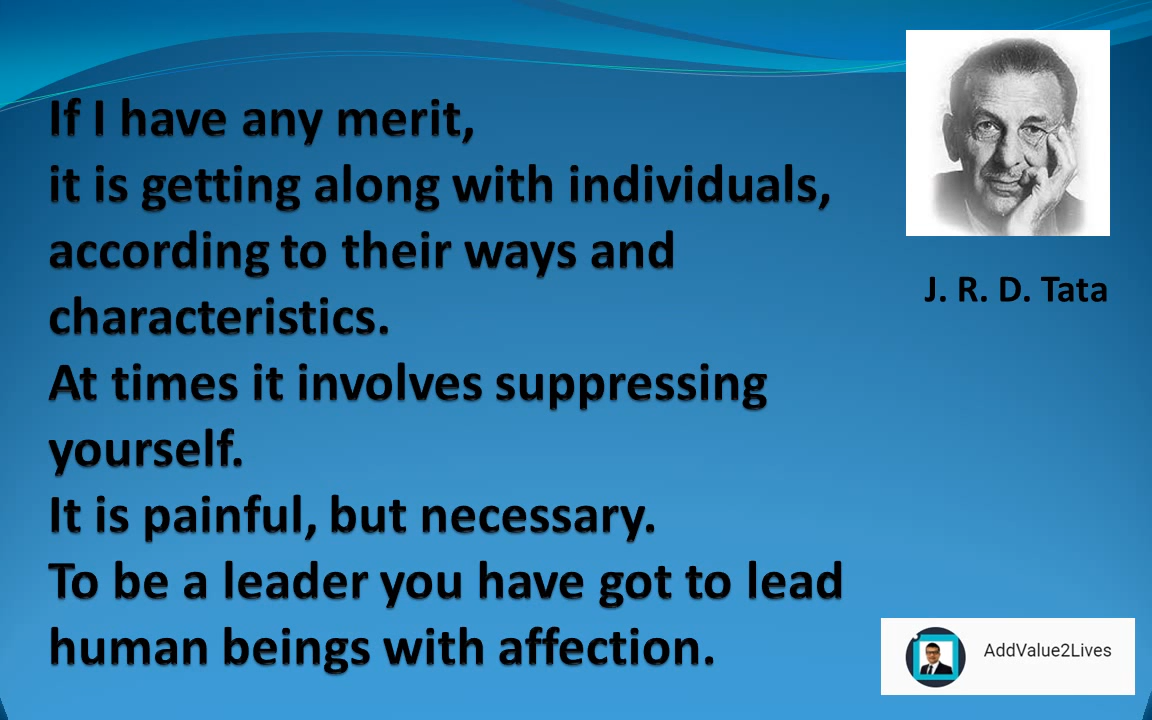 If I have any merit,
it is getting along with individuals,
according to their ways and
characteristics.
At times it involves suppressing
yourself.
It is painful, but necessary.
To be a leader you have got to lead
human beings with affection.
J. R. D. Tata
AddValue2Lives